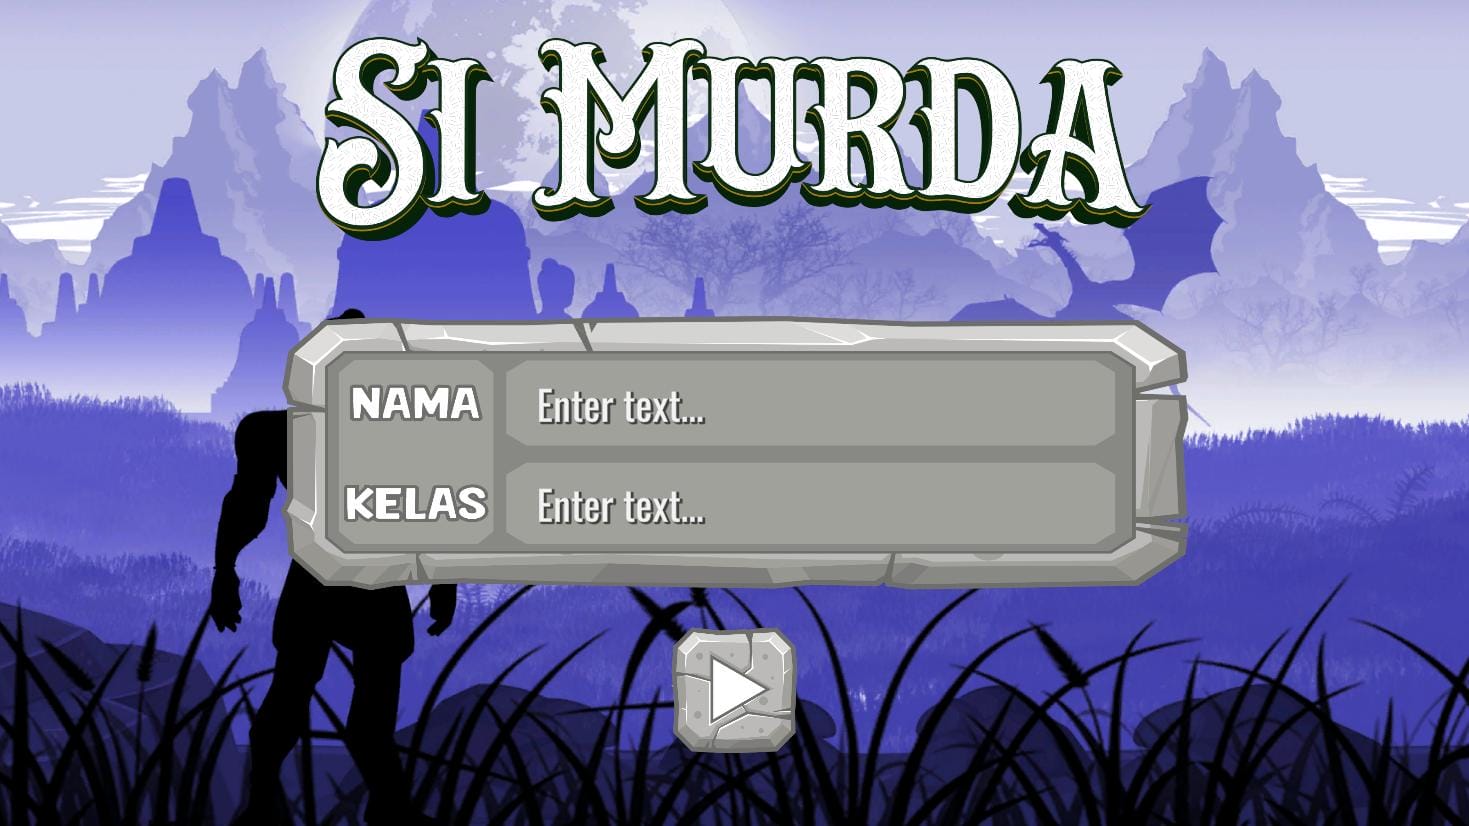 SI MURDA
NAMA
Enter text...
KELAS
Enter text...